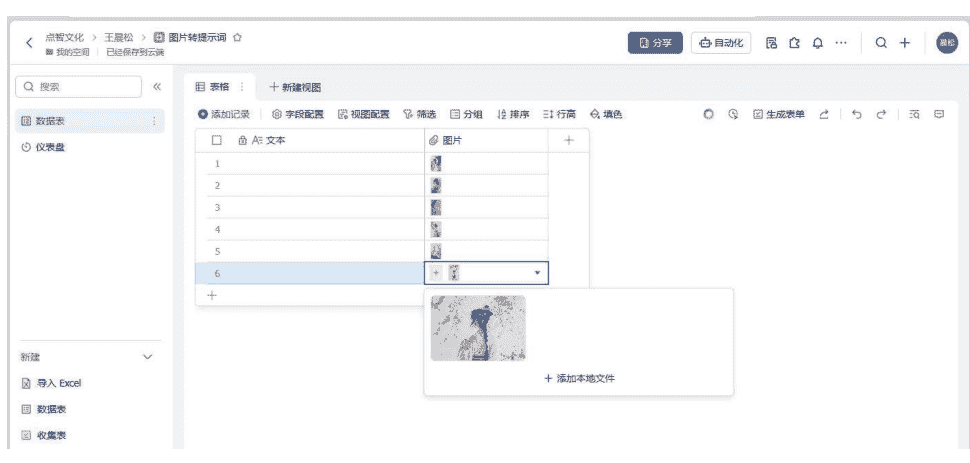 点智文化 > 王晨松 > 图片转提示词
我的空间 | 已经保存到云端
分享
自动化
晨松
搜索
数据表
仪表盘
新建
导入 Excel
数据表
收集表
表格
+ 新建视图
添加记录 字段配置 视图配置 筛选 分组 排序 行高 填色 生成表单
文本 图片 +
1
2
3
4
5
6
+
+ 添加本地文件